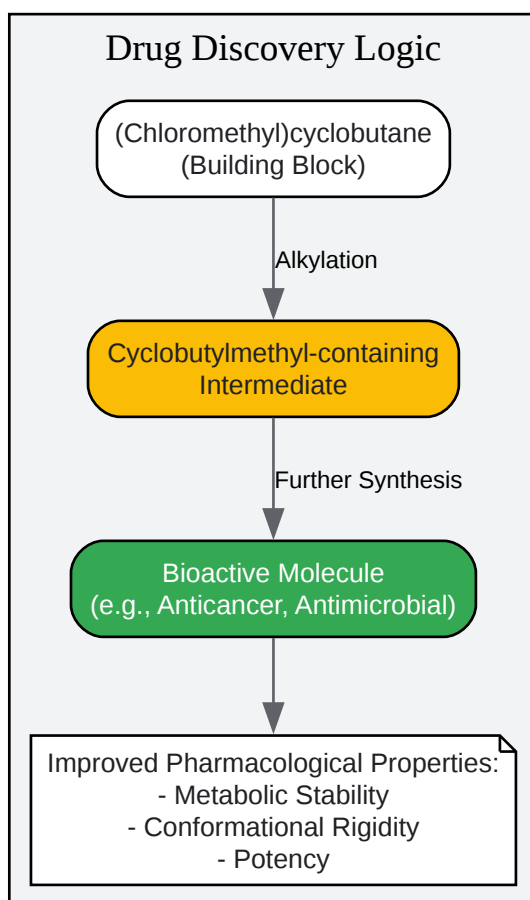 Drug Discovery Logic
(Chloromethyl)cyclobutane
(Building Block)
Alkylation
Cyclobutylmethyl-containing
Intermediate
Further Synthesis
Bioactive Molecule
(e.g., Anticancer, Antimicrobial)
Improved Pharmacological Properties:
- Metabolic Stability
- Conformational Rigidity
- Potency